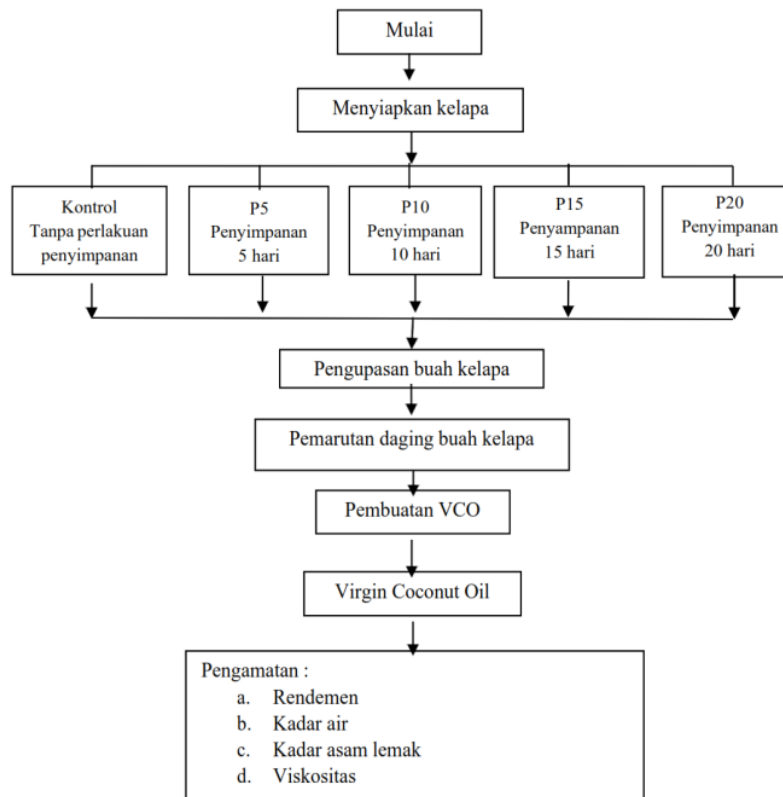 Mulai
Menyiapkan kelapa
Kontrol
Tanpa perlakuan
penyimpanan
P5
Penyimpanan
5 hari
P10
Penyimpanan
10 hari
P15
Penyampanan
15 hari
P20
Penyimpanan
20 hari
Pengupasan buah kelapa
Pemarutan daging buah kelapa
Pembuatan VCO
Virgin Coconut Oil
Pengamatan :
a. Rendemen
b. Kadar air
c. Kadar asam lemak
d. Viskositas